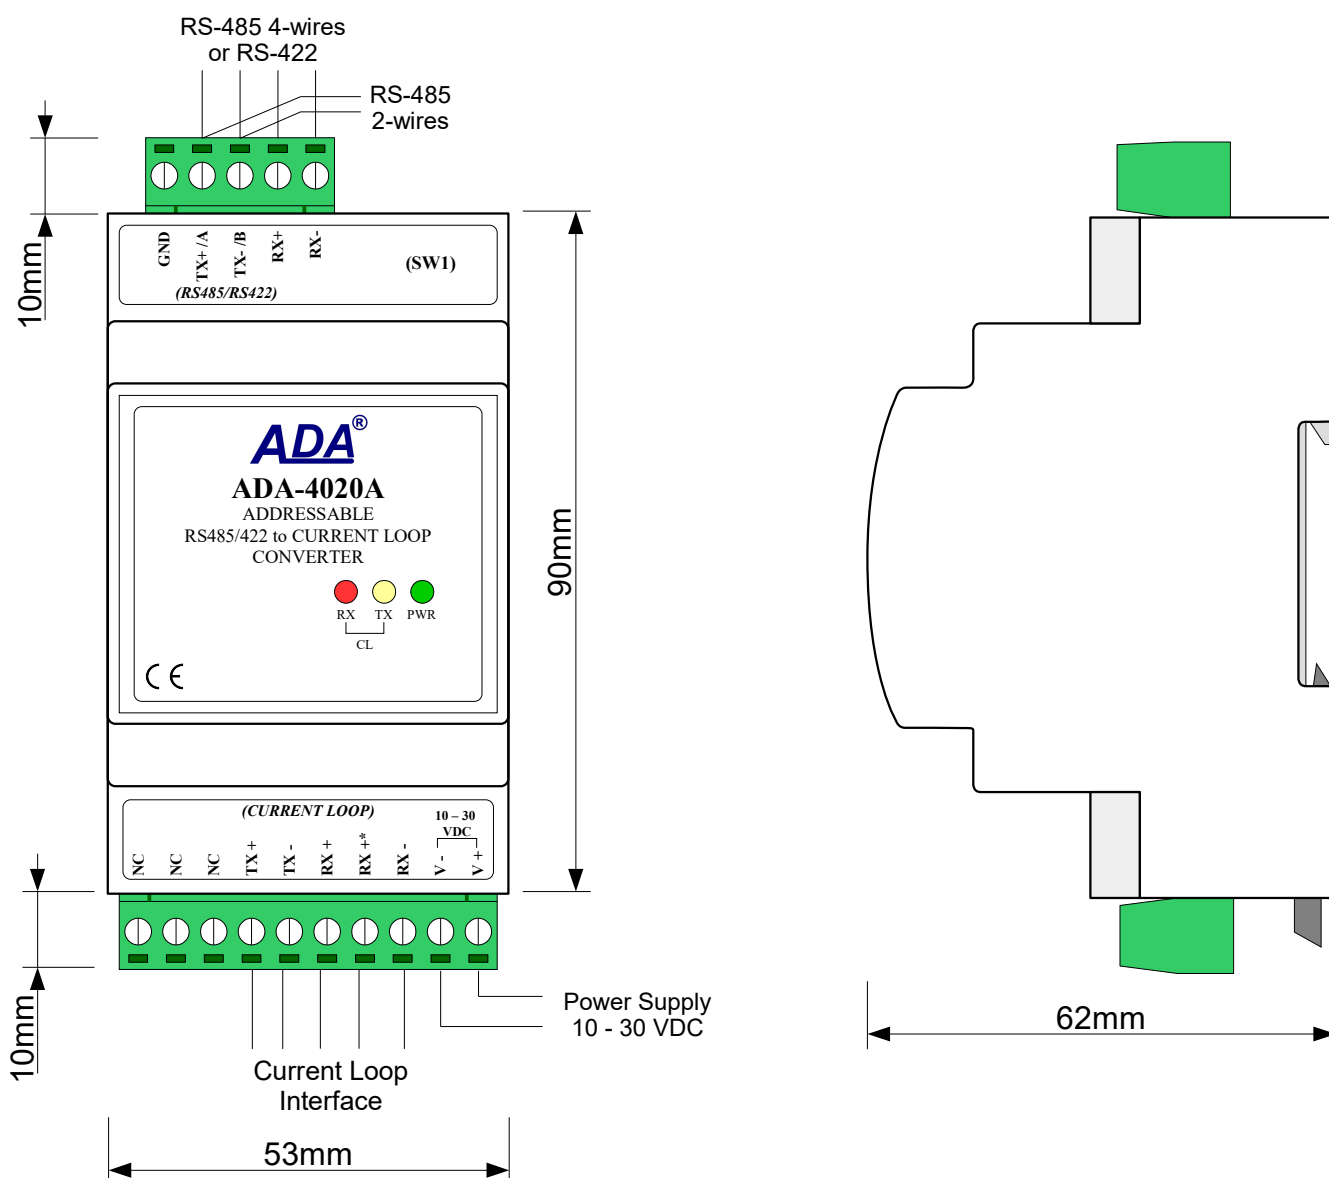 RS-485 4-wires
or RS-422
RS-485
2-wires
10mm
GND
TX+ /A
TX- /B
RX+
RX-
(SW1)
(RS485/RS422)
ADA®
ADA-4020A
ADDRESSABLE
RS485/422 to CURRENT LOOP
CONVERTER
RX TX PWR
CL
CE
90mm
(CURRENT LOOP)
10 – 30
VDC
NC
NC
NC
TX +
TX -
RX +
RX +*
RX -
V -
V +
10mm
Power Supply
10 - 30 VDC
Current Loop
Interface
53mm
62mm